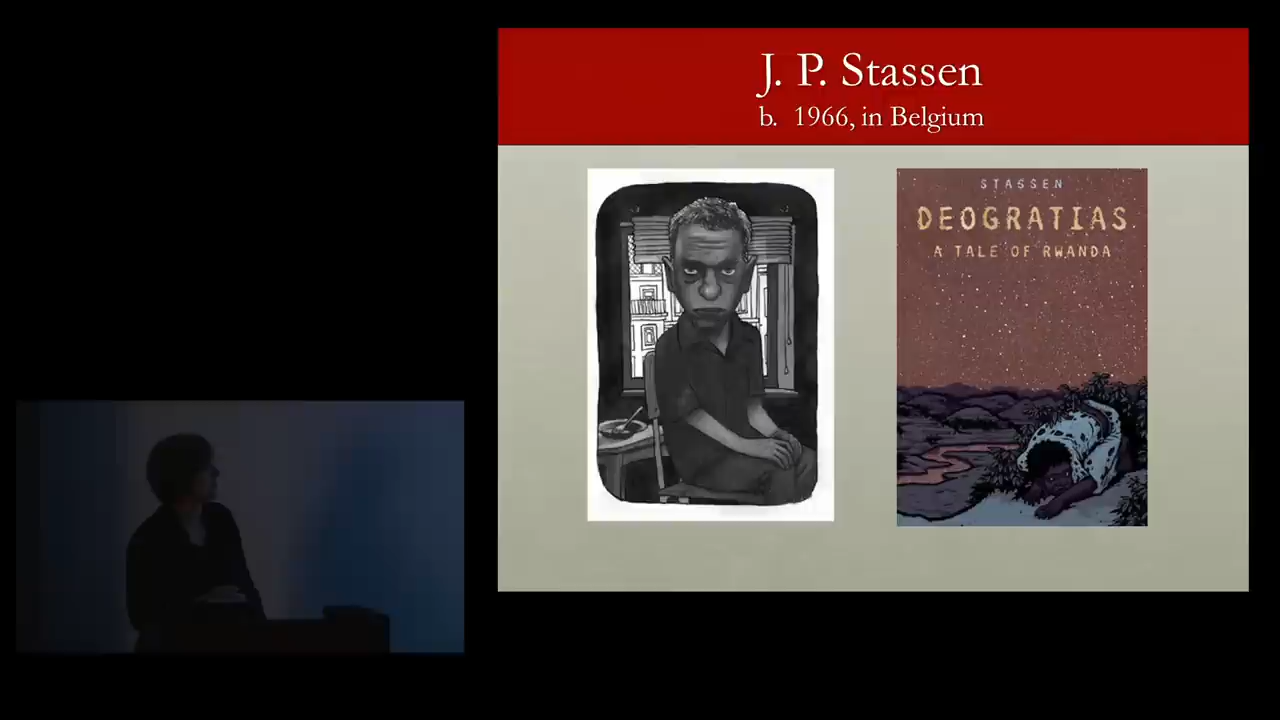 J. P. Stassen
b. 1966, in Belgium
STASSEN
DEOGRATIAS
A TALE OF RWANDA